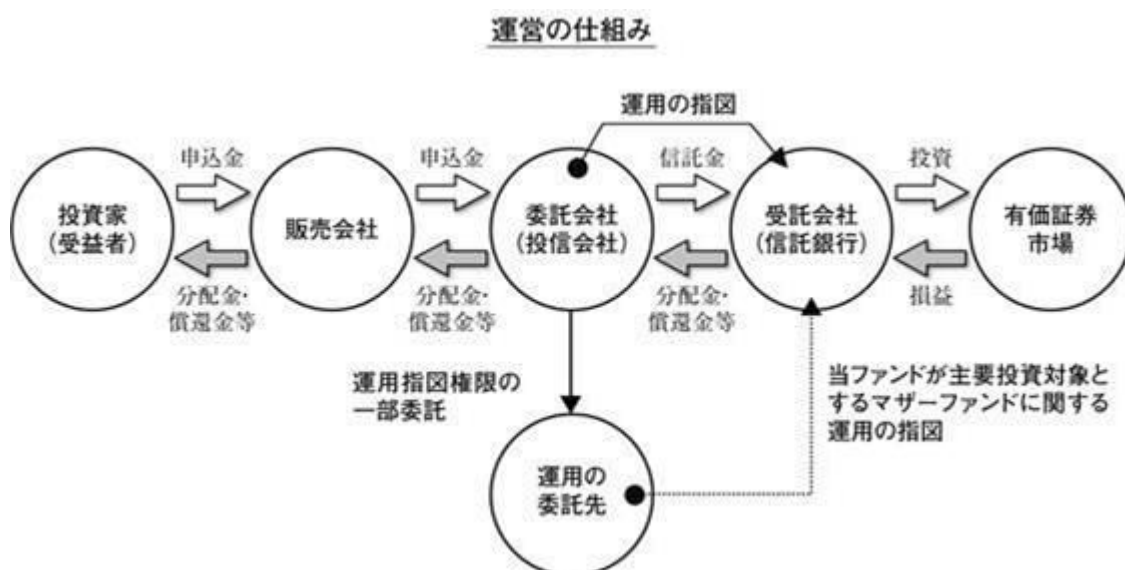 運営の仕組み
運用の指図
申込金
申込金
信託金
投資
投資家
(受益者)
販売会社
委託会社
(投信会社)
受託会社
(信託銀行)
有価証券
市場
分配金・
償還金等
分配金・
償還金等
分配金・
償還金等
損益
運用指図権限の
一部委託
当ファンドが主要投資対象と
するマザーファンドに関する
運用の指図
運用の
委託先